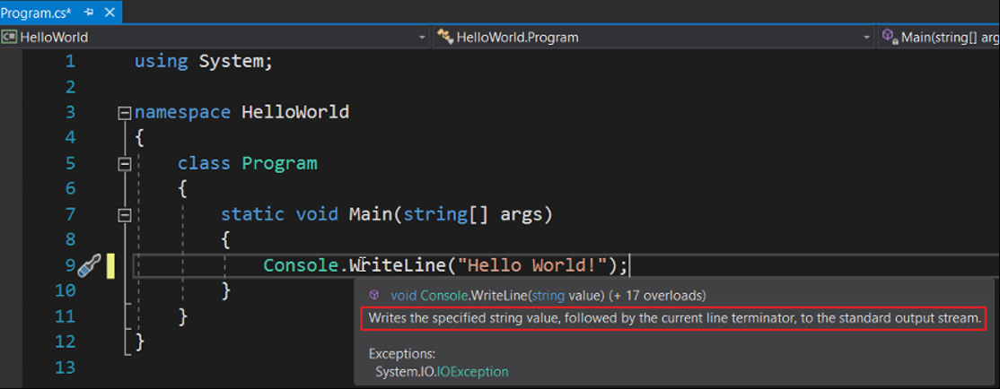 Program.cs*
HelloWorld HelloWorld.Program Main(string[] arg
1 using System;
2
3 namespace HelloWorld
4 {
5 class Program
6 {
7 static void Main(string[] args)
8 {
9 Console.WriteLine("Hello World!");
10 }
11 }
12 }
13
void Console.WriteLine(string value) (+ 17 overloads)
Writes the specified string value, followed by the current line terminator, to the standard output stream.
Exceptions:
System.IO.IOException